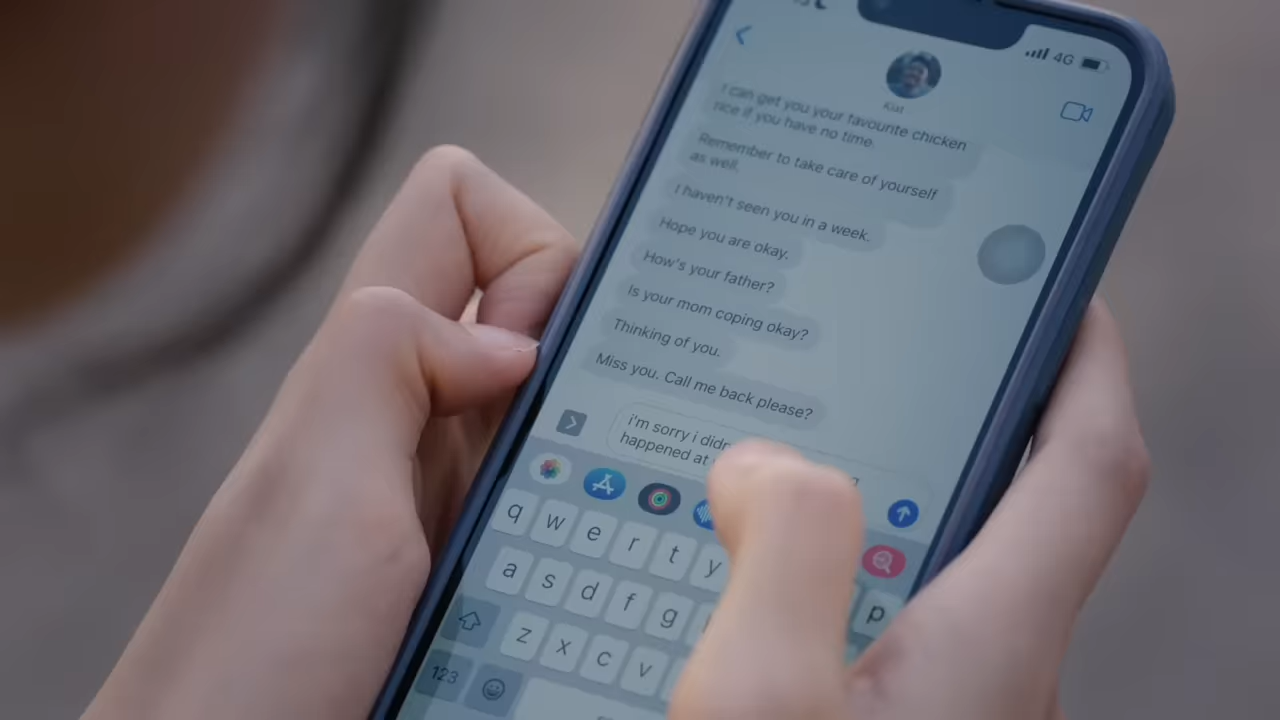 4G
Kiat
I can get you your favourite chicken
rice if you have no time.
Remember to take care of yourself
as well.
I haven't seen you in a week.
Hope you are okay.
How's your father?
Is your mom coping okay?
Thinking of you.
Miss you. Call me back please?
i'm sorry i
happened at
q w e r t y p
a s d f g
z x c v
123